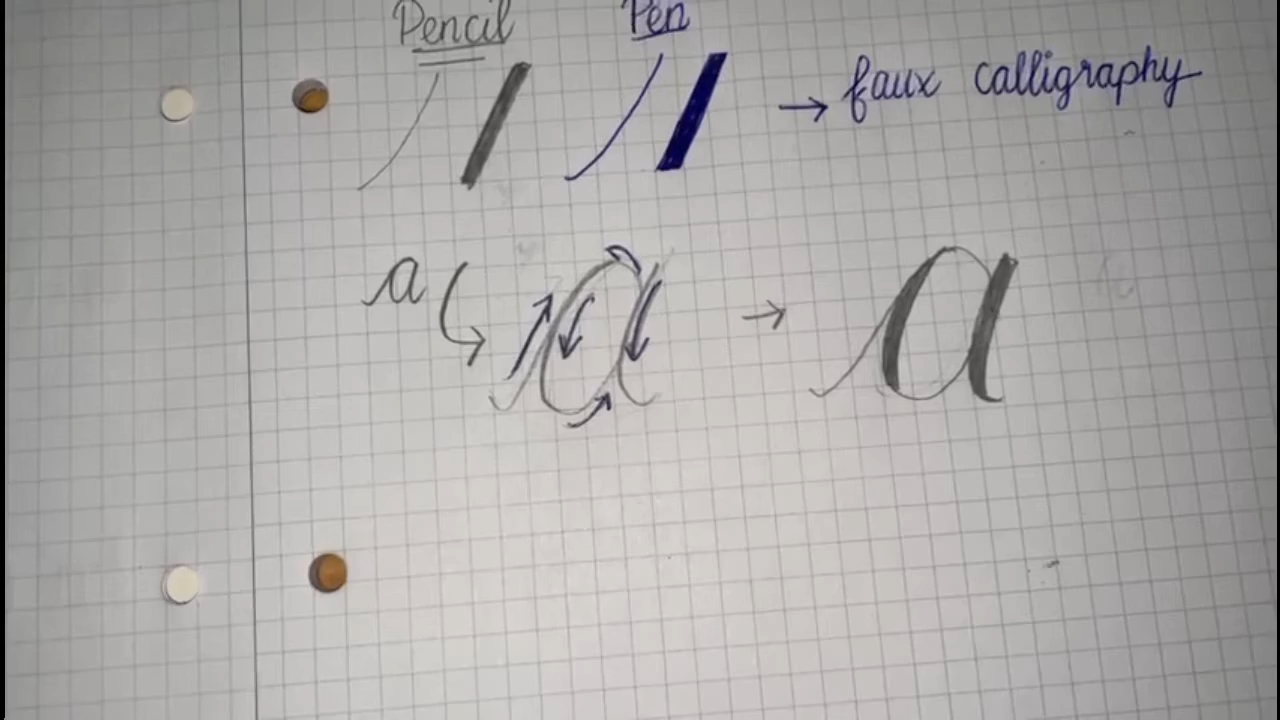 Pencil Pen
→ faux calligraphy
a → a → a